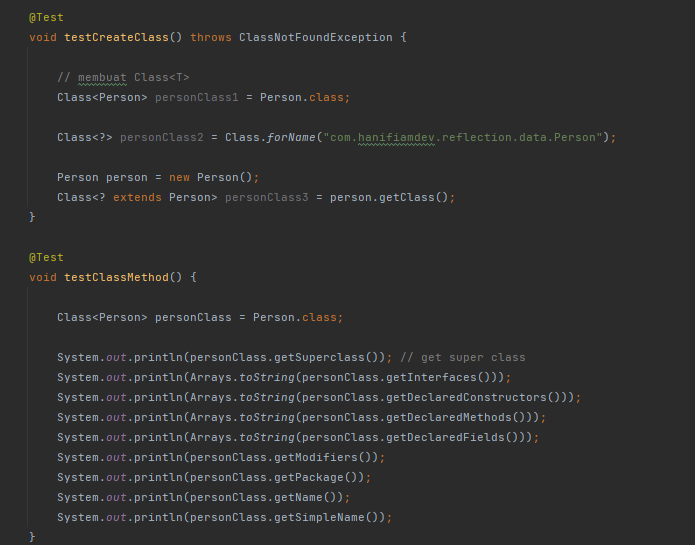 @Test
void testCreateClass() throws ClassNotFoundException {
// membuat Class<T>
Class<Person> personClass1 = Person.class;
Class<?> personClass2 = Class.forName("com.hanifiamdev.reflection.data.Person");
Person person = new Person();
Class<? extends Person> personClass3 = person.getClass();
}
@Test
void testClassMethod() {
Class<Person> personClass = Person.class;
System.out.println(personClass.getSuperclass()); // get super class
System.out.println(Arrays.toString(personClass.getInterfaces()));
System.out.println(Arrays.toString(personClass.getDeclaredConstructors()));
System.out.println(Arrays.toString(personClass.getDeclaredMethods()));
System.out.println(Arrays.toString(personClass.getDeclaredFields()));
System.out.println(personClass.getModifiers());
System.out.println(personClass.getPackage());
System.out.println(personClass.getName());
System.out.println(personClass.getSimpleName());
}